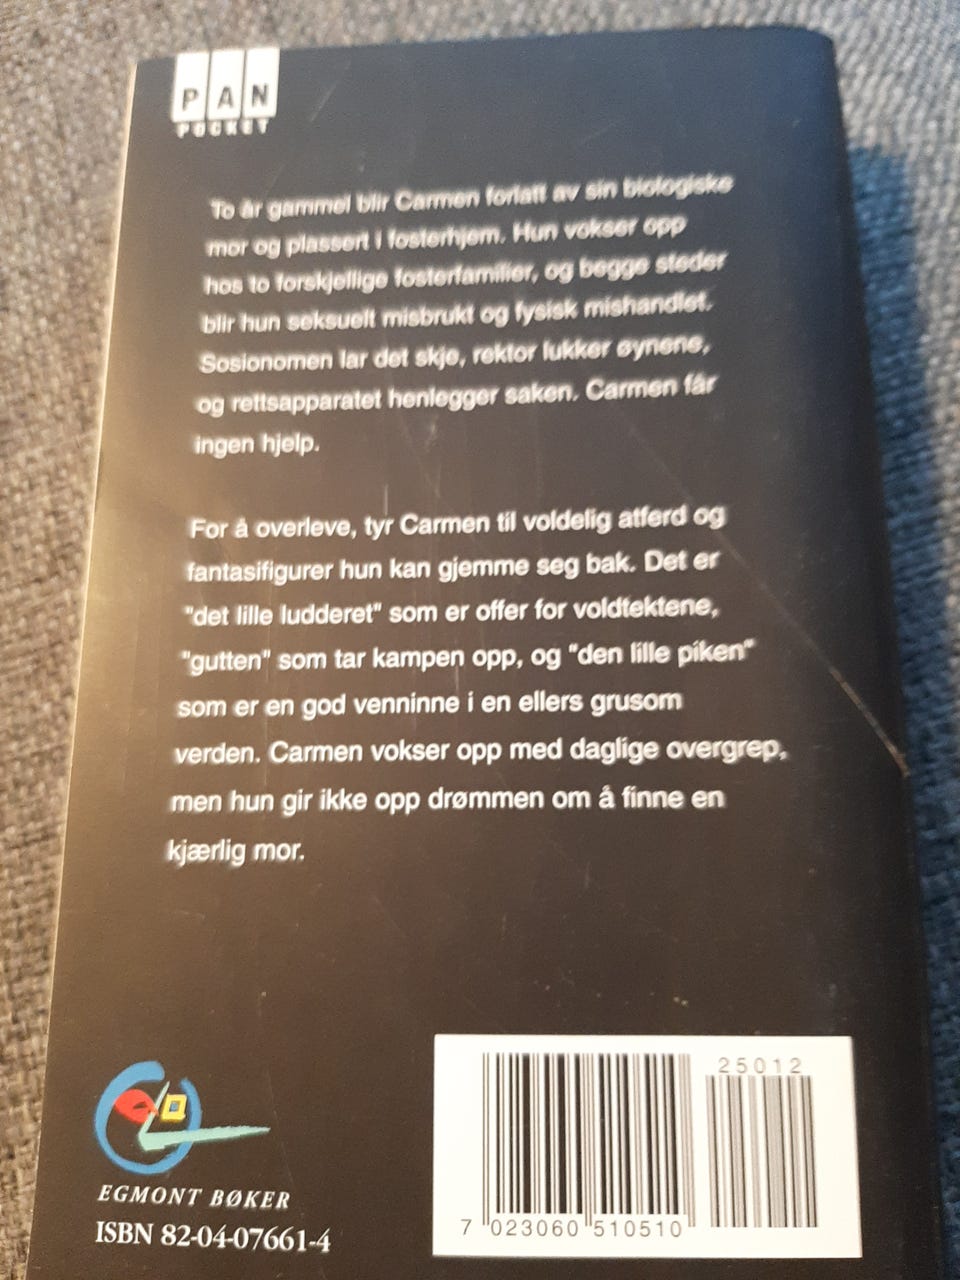 PAN
POCKET
To år gammel blir Carmen forlatt av sin biologiske
mor og plassert i fosterhjem. Hun vokser opp
hos to forskjellige fosterfamilier, og begge steder
blir hun seksuelt misbrukt og fysisk mishandlet.
Sosionomen lar det skje, rektor lukker øynene,
og rettsapparatet henlegger saken. Carmen får
ingen hjelp.
For å overleve, tyr Carmen til voldelig atferd og
fantasifigurer hun kan gjemme seg bak. Det er
"det lille ludderet" som er offer for voldtektene,
"gutten" som tar kampen opp, og "den lille piken"
som er en god venninne i en ellers grusom
verden. Carmen vokser opp med daglige overgrep,
men hun gir ikke opp drømmen om å finne en
kjærlig mor.
25012
EGMONT BØKER
ISBN 82-04-07661-4
7 023060 510510